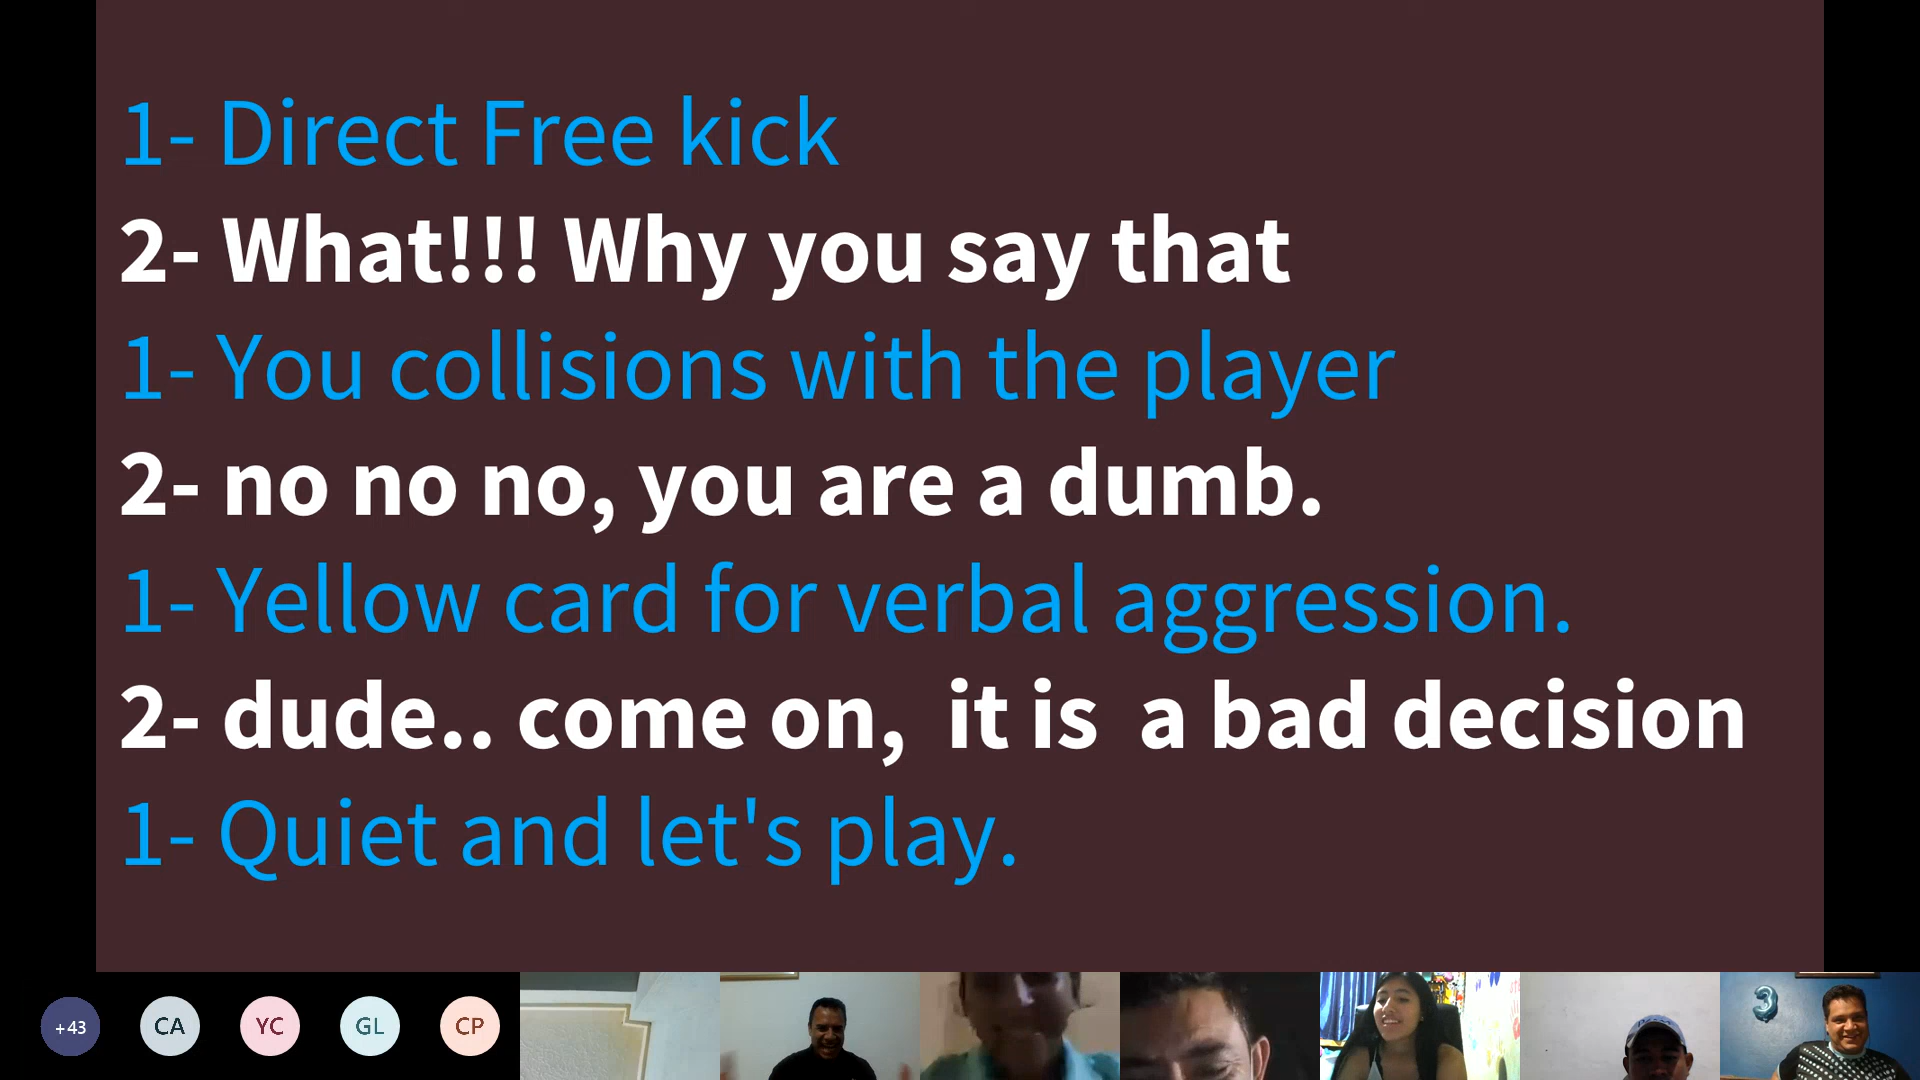 1- Direct Free kick
2- What!!! Why you say that
1- You collisions with the player
2- no no no, you are a dumb.
1- Yellow card for verbal aggression.
2- dude.. come on,  it is  a bad decision
1- Quiet and let's play.
+43 CA YC GL CP
3